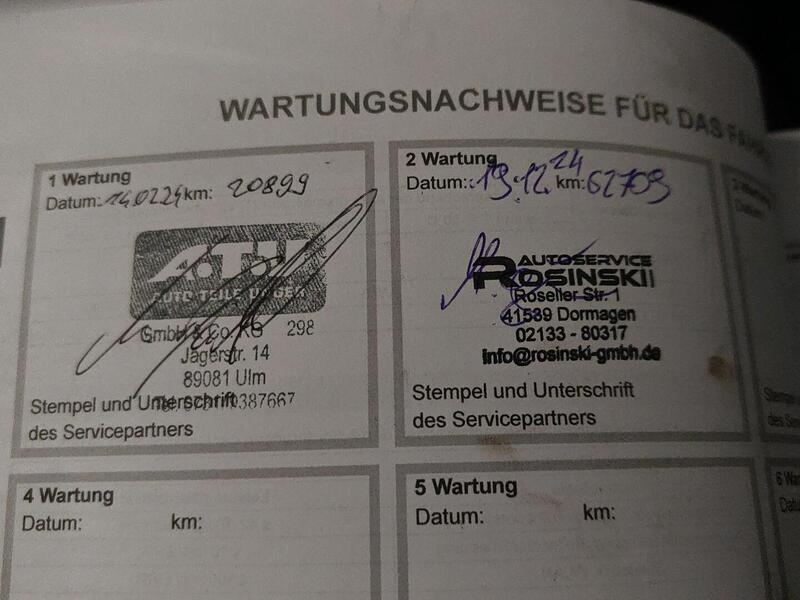 WARTUNGSNACHWEISE FÜR DAS
1 Wartung
Datum: 14.02.24 km: 20899
A.T.U
AUTO TEILE UNGER
GmbH & Co. KG 298
Jägerstr. 14
89081 Ulm
Stempel und Unterschrift
des Servicepartners
2 Wartung
Datum: 19.12.24 km: 62709
AUTOSERVICE
ROSINSKI
Roseller Str. 1
41539 Dormagen
02133 - 80317
info@rosinski-gmbh.de
Stempel und Unterschrift
des Servicepartners
4 Wartung
Datum: km:
5 Wartung
Datum: km: